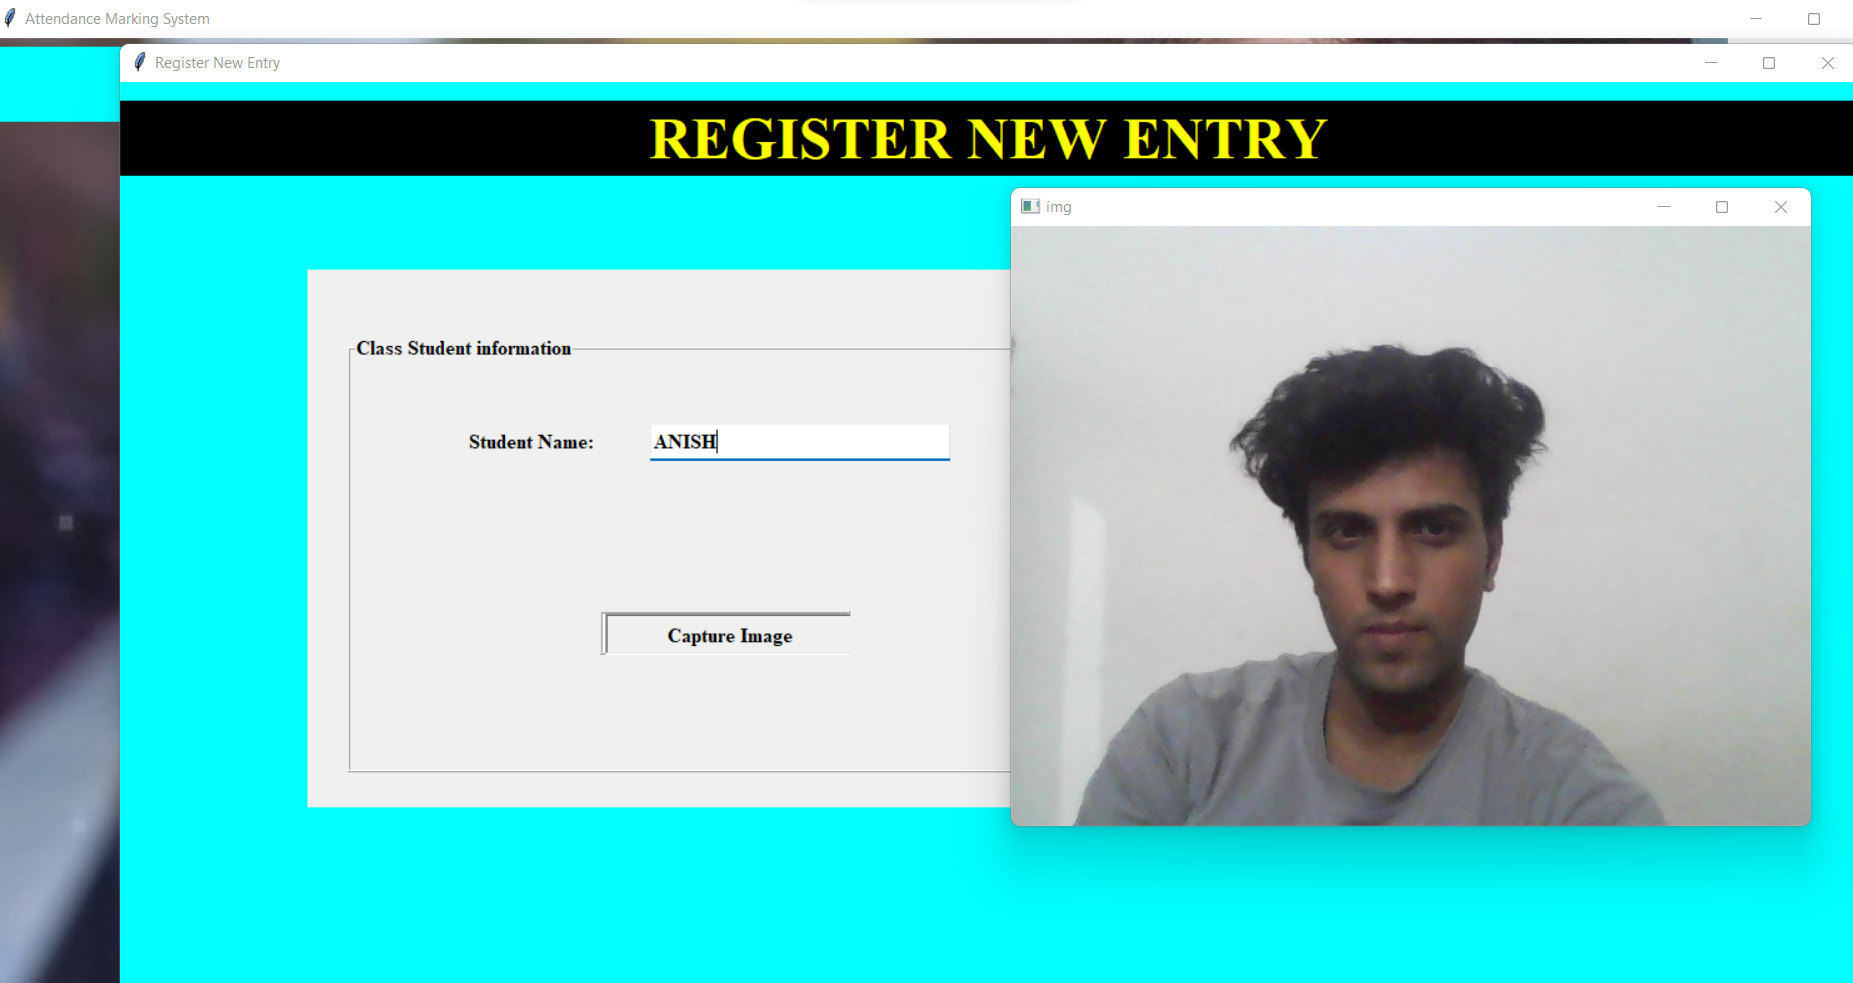 Attendance Marking System
Register New Entry
REGISTER NEW ENTRY
img
Class Student information
Student Name: ANISH
Capture Image